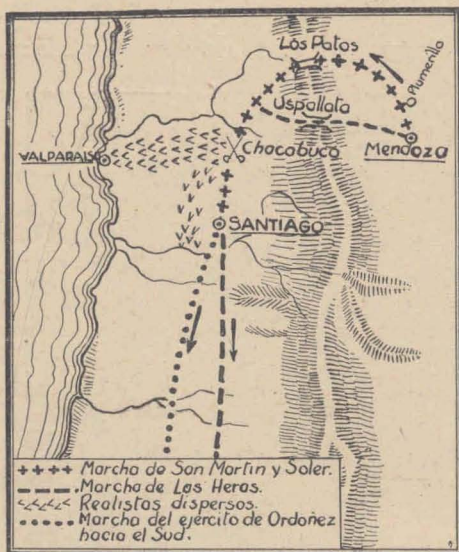 Los Patos
Plumerillo
Uspallata
VALPARAISO
Chacabuco
Mendoza
SANTIAGO
Marcha de San Martin y Soler.
Marcha de Las Heras.
Realistas dispersos.
Marcha del ejército de Ordoñez
hacia el Sud.